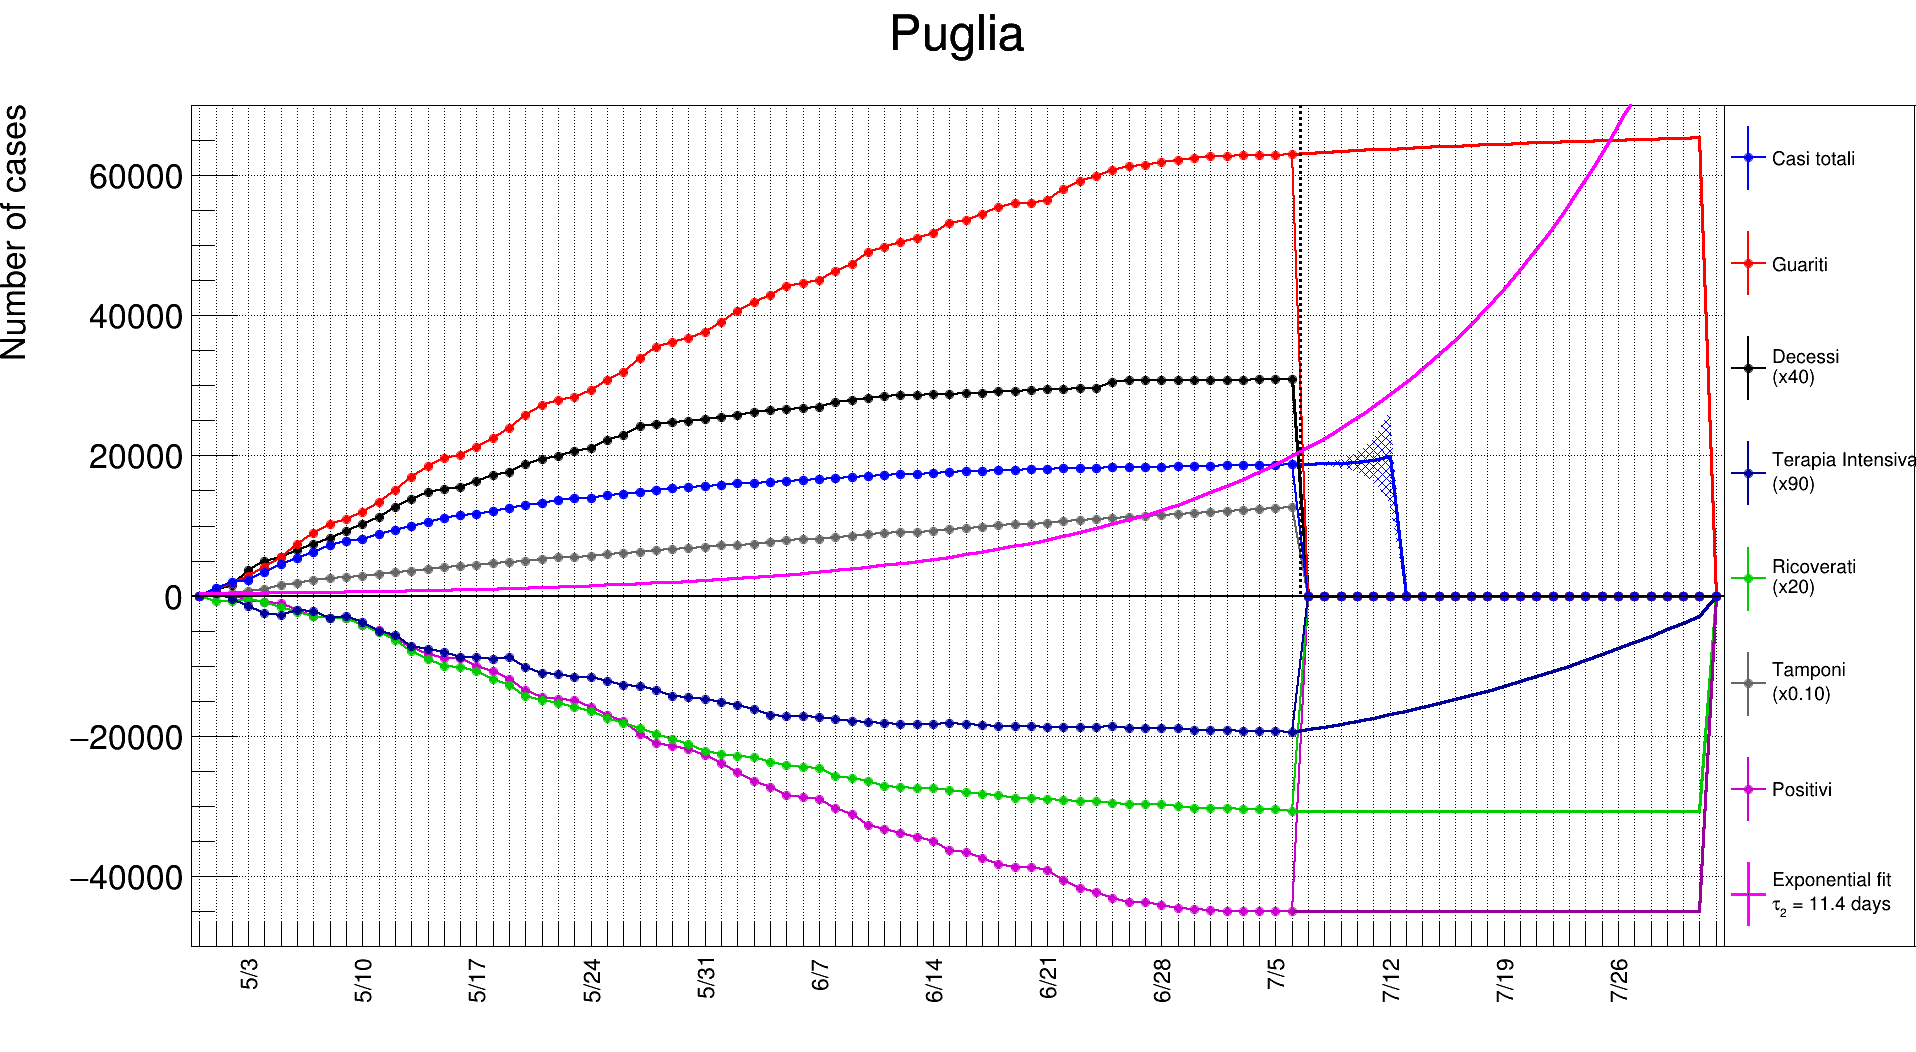 Puglia
Number of cases
60000
40000
20000
0
−20000
−40000
5/3
5/10
5/17
5/24
5/31
6/7
6/14
6/21
6/28
7/5
7/12
7/19
7/26
Casi totali
Guariti
Decessi
(x40)
Terapia Intensiva
(x90)
Ricoverati
(x20)
Tamponi
(x0.10)
Positivi
Exponential fit
τ₂ = 11.4 days